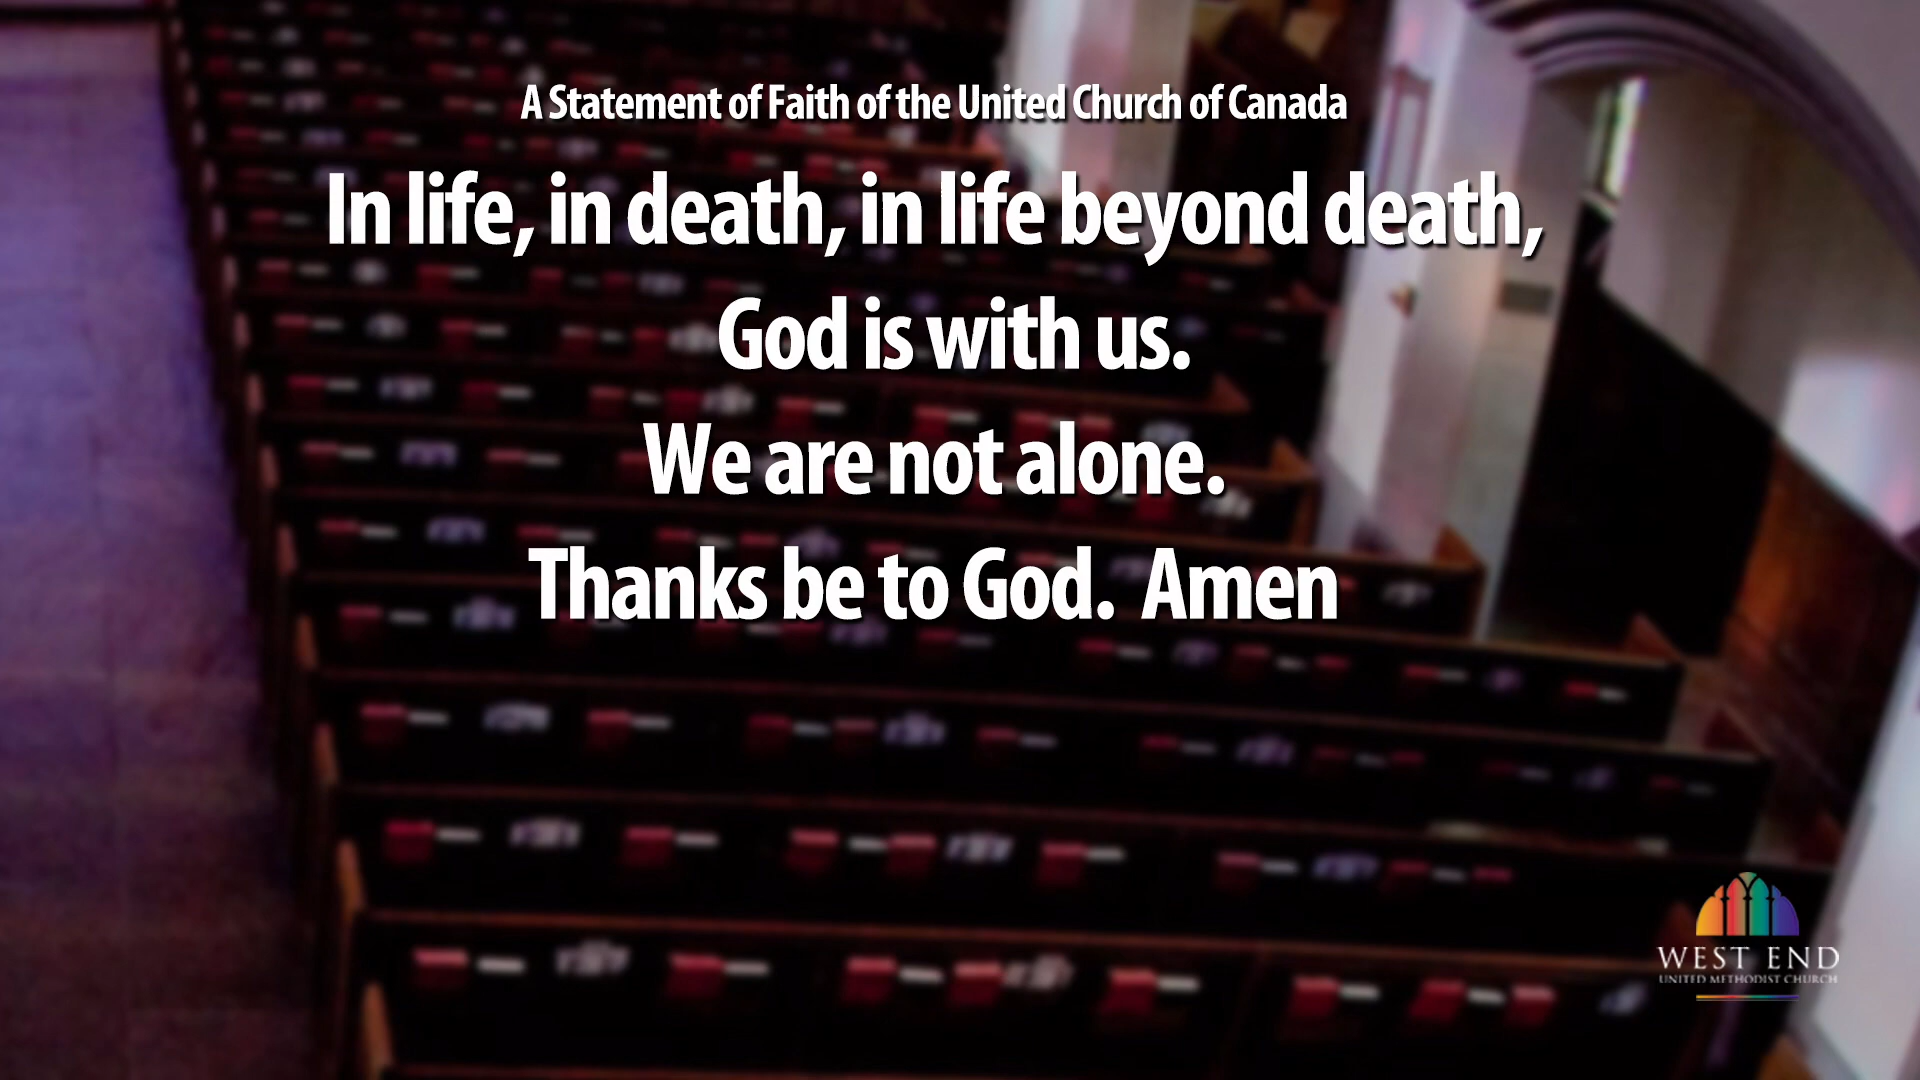 A Statement of Faith of the United Church of Canada
In life, in death, in life beyond death,
God is with us.
We are not alone.
Thanks be to God.  Amen
WEST END
UNITED METHODIST CHURCH